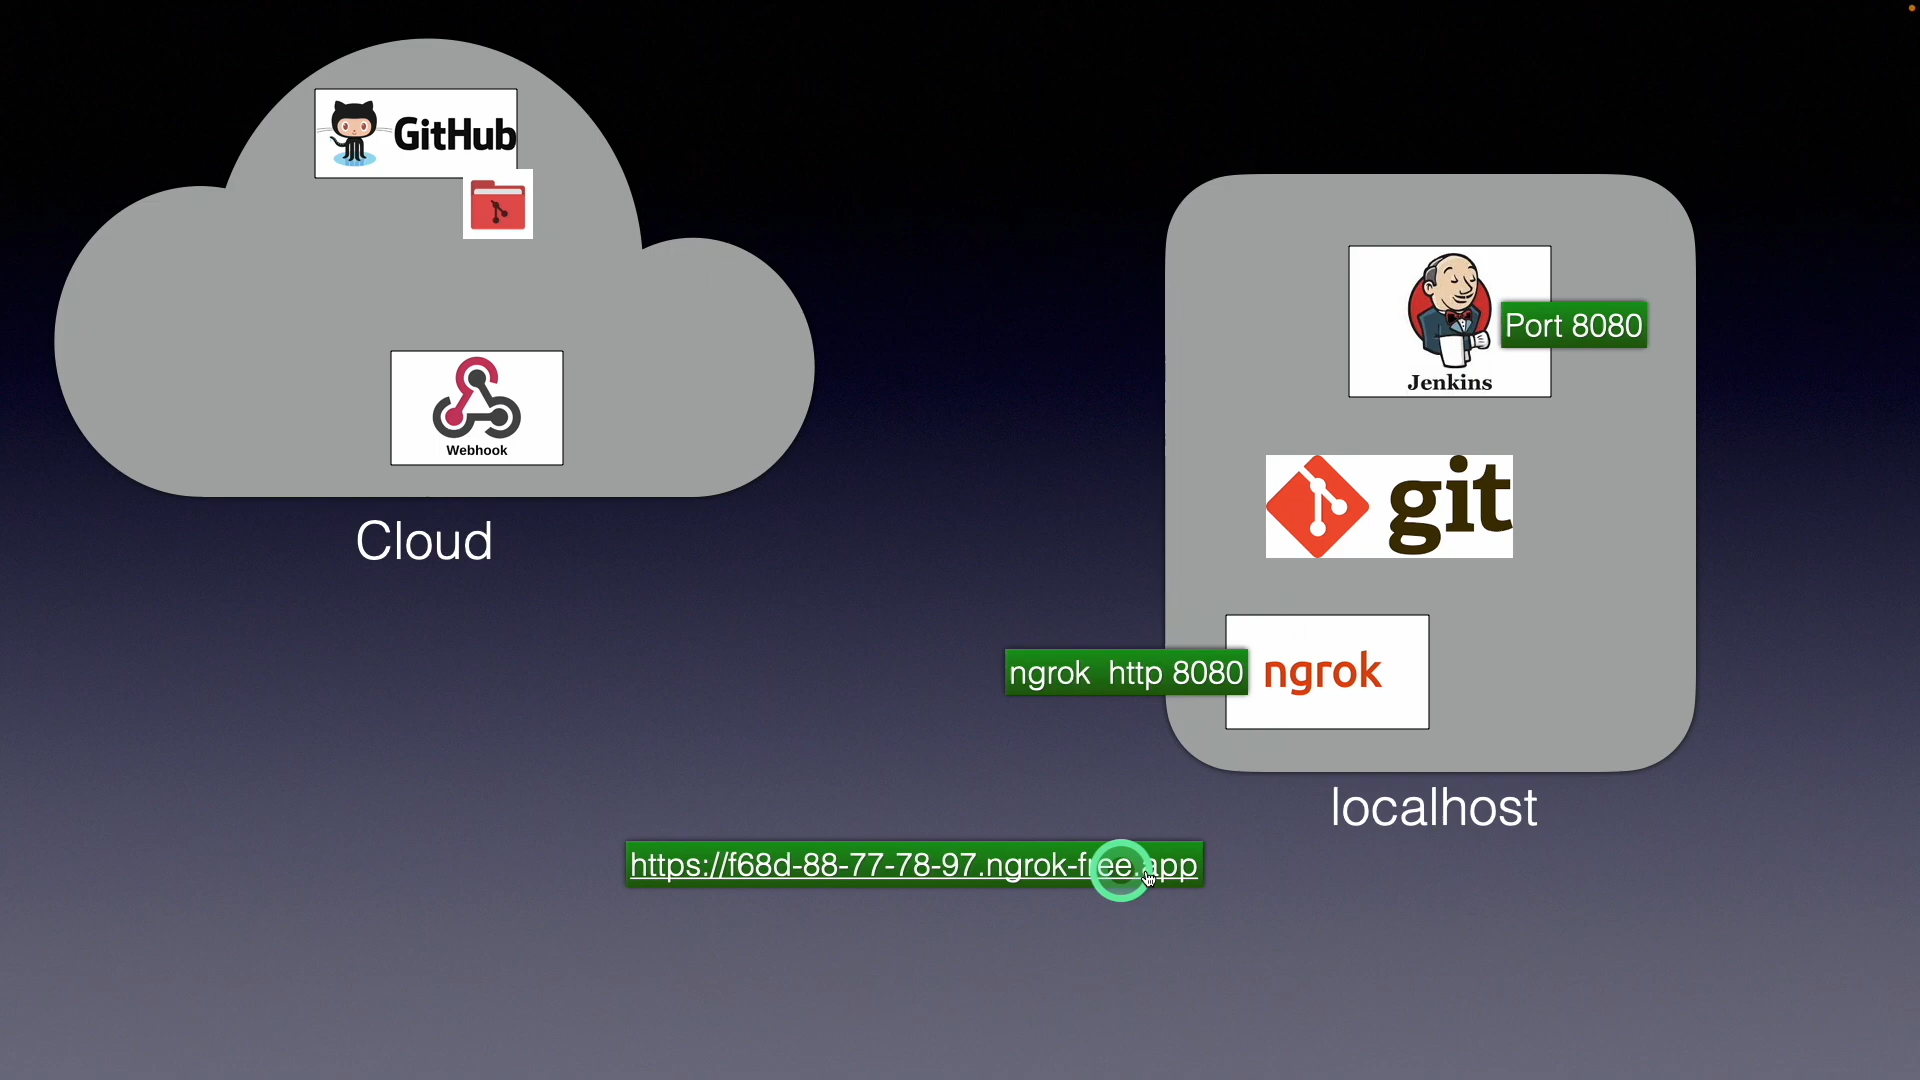 GitHub
Webhook
Cloud
Port 8080
Jenkins
git
ngrok http 8080
ngrok
localhost
https://f68d-88-77-78-97.ngrok-free.app